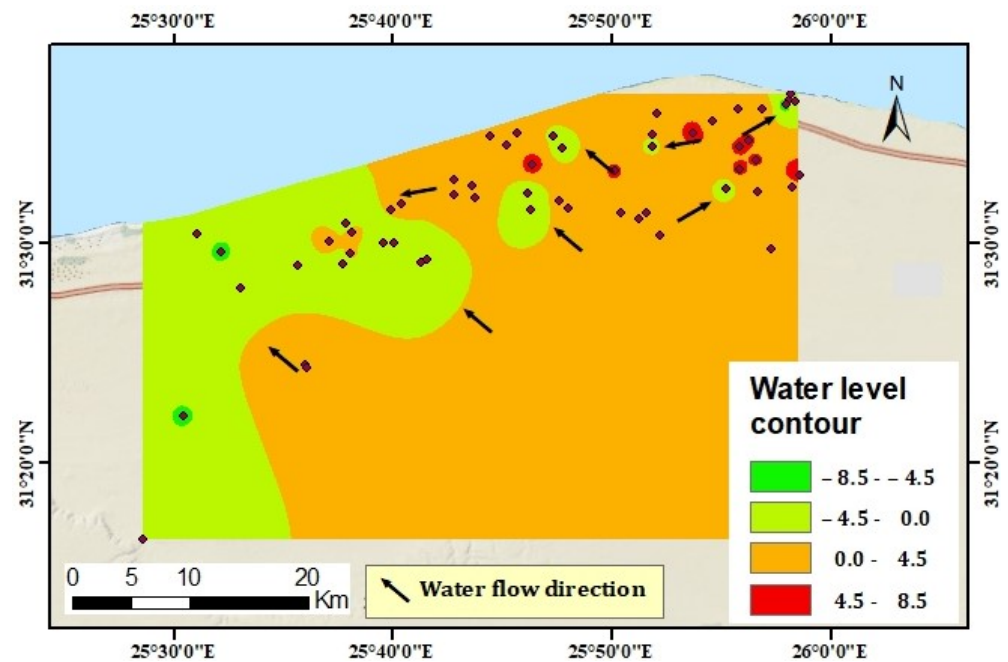 25°30'0"E 25°40'0"E 25°50'0"E 26°0'0"E
N
31°30'0"N 31°30'0"N
31°20'0"N 31°20'0"N
Water level
contour
– 8.5 - – 4.5
– 4.5 - 0.0
0.0 - 4.5
4.5 - 8.5
0 5 10 20
Km
Water flow direction
25°30'0"E 25°40'0"E 25°50'0"E 26°0'0"E